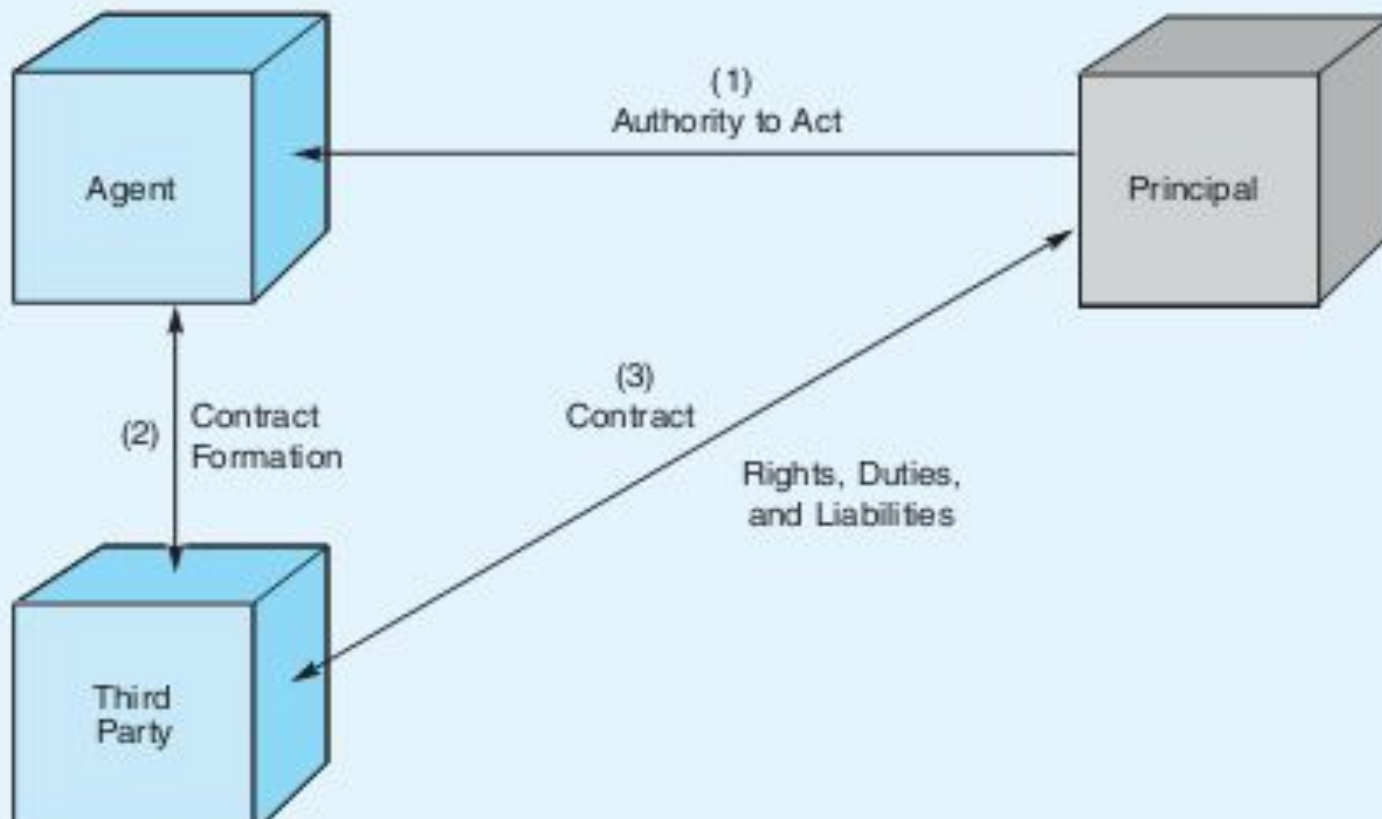 (1)
Authority to Act
Agent
Principal
(2)
Contract
Formation
(3)
Contract
Rights, Duties,
and Liabilities
Third
Party